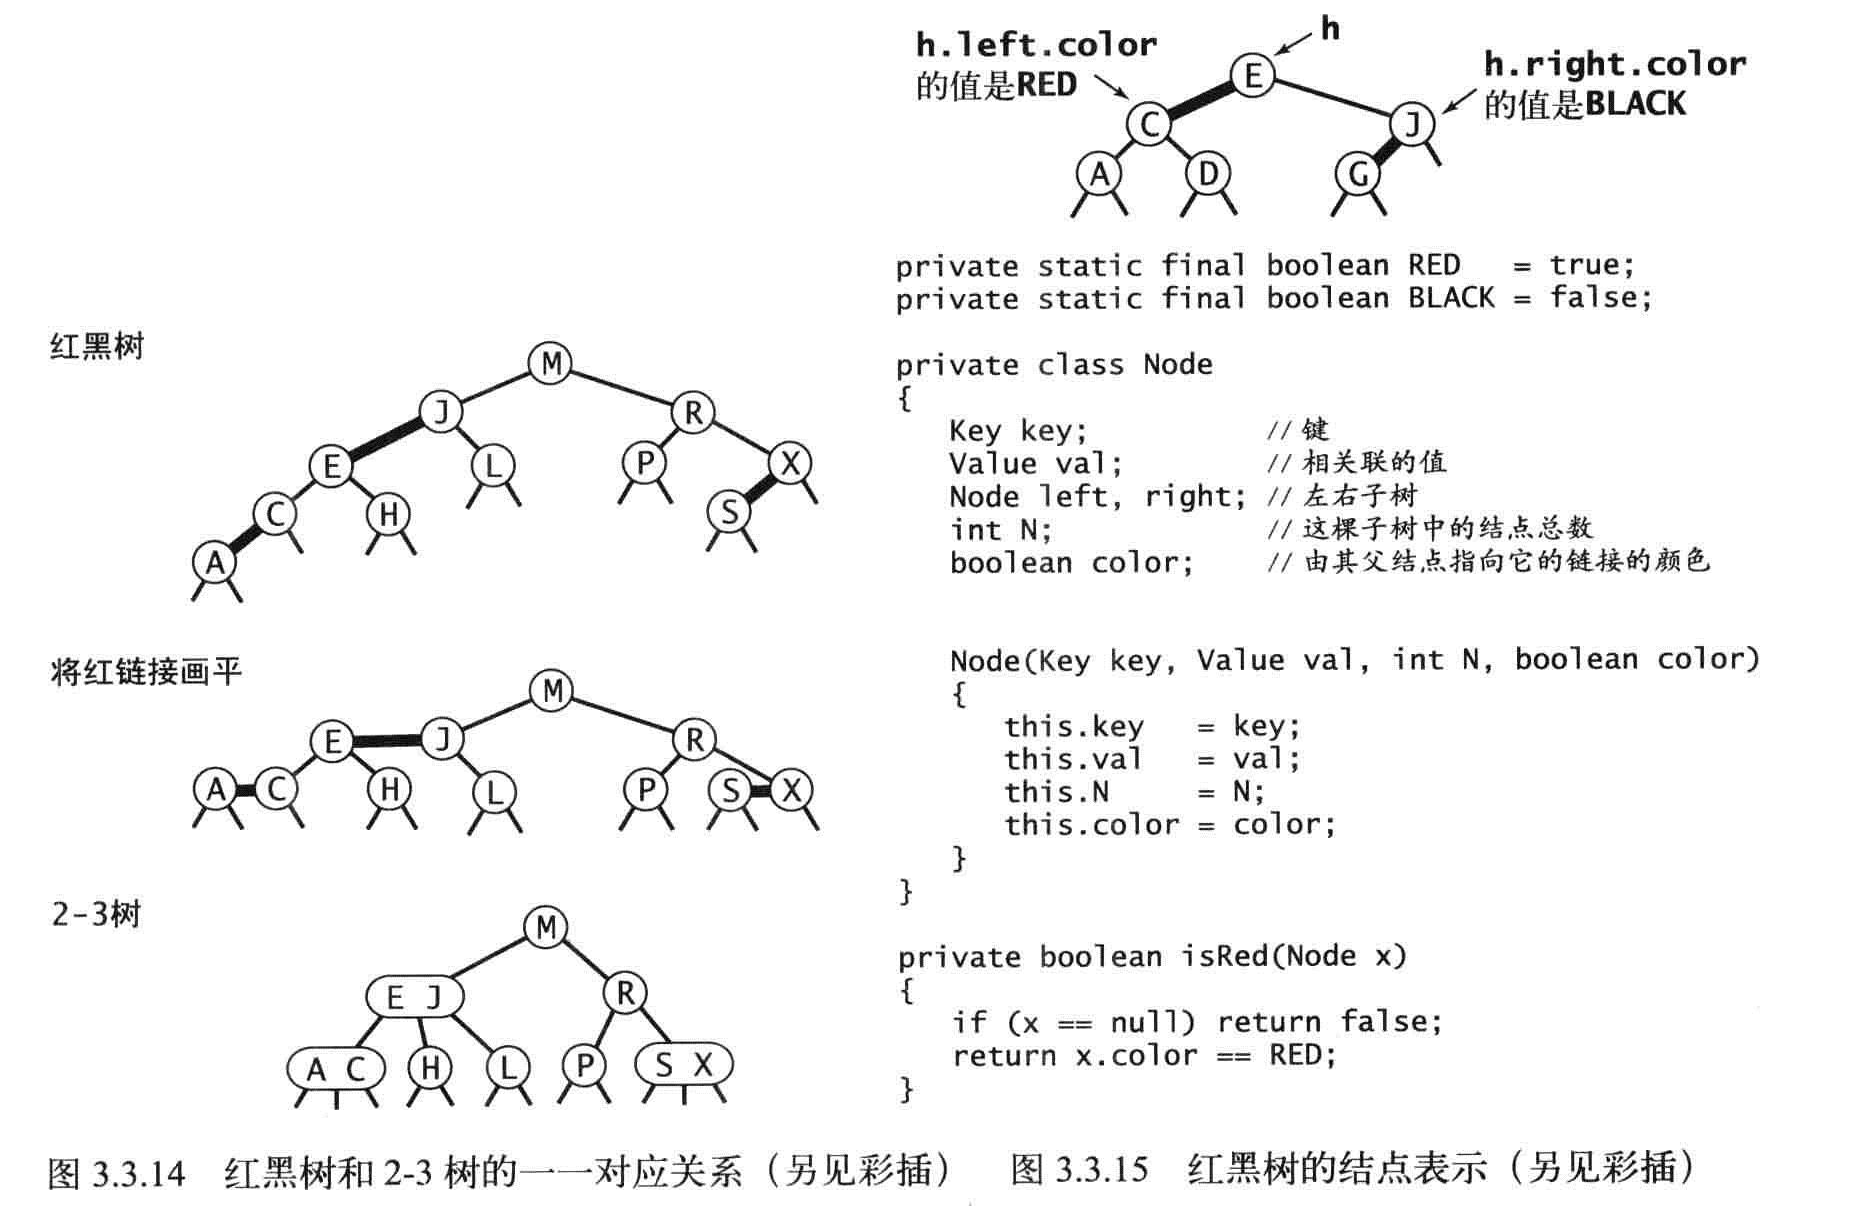 红黑树
M
J R
E L P X
C H S
A
将红链接画平
M
E J R
A C H L P S X
2-3树
M
E J R
A C H L P S X
图 3.3.14 红黑树和 2-3 树的一一对应关系（另见彩插）
h
h.left.color
的值是RED
E
h.right.color
的值是BLACK
C J
A D G
private static final boolean RED = true;
private static final boolean BLACK = false;
private class Node
{
Key key; // 键
Value val; // 相关联的值
Node left, right; // 左右子树
int N; // 这棵子树中的结点总数
boolean color; // 由其父结点指向它的链接的颜色
Node(Key key, Value val, int N, boolean color)
{
this.key = key;
this.val = val;
this.N = N;
this.color = color;
}
}
private boolean isRed(Node x)
{
if (x == null) return false;
return x.color == RED;
}
图 3.3.15 红黑树的结点表示（另见彩插）